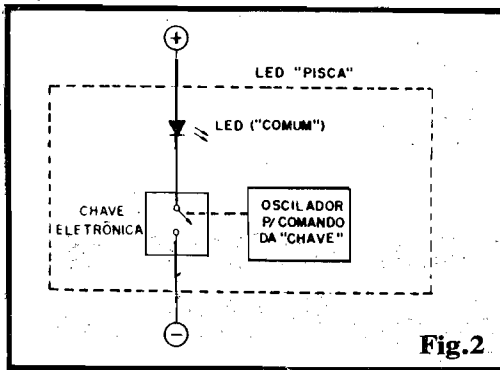 +
LED "PISCA"
LED ("COMUM")
CHAVE
ELETRÔNICA
OSCILADOR
P/COMANDO
DA "CHAVE"
−
Fig.2